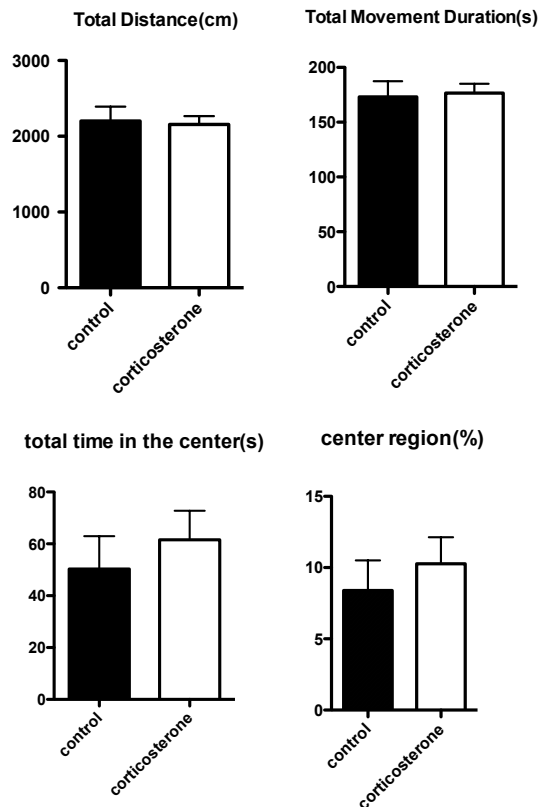 Total Distance(cm)
3000
2000
1000
0
control
corticosterone
Total Movement Duration(s)
200
150
100
50
0
control
corticosterone
total time in the center(s)
80
60
40
20
0
control
corticosterone
center region(%)
15
10
5
0
control
corticosterone